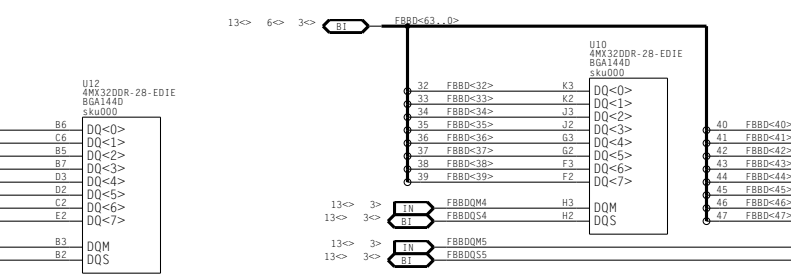 13<> 6<> 3<> BI FBBD<63..0>
U10
4MX32DDR-28-EDIE
BGA144D
sku000
32 FBBD<32> K3 DQ<0>
33 FBBD<33> K2 DQ<1>
34 FBBD<34> J3 DQ<2>
35 FBBD<35> J2 DQ<3>
36 FBBD<36> G3 DQ<4>
37 FBBD<37> G2 DQ<5>
38 FBBD<38> F3 DQ<6>
39 FBBD<39> F2 DQ<7>
13<> 3> IN FBBDQM4 H3 DQM
13<> 3<> BI FBBDQS4 H2 DQS
13<> 3> IN FBBDQM5
13<> 3<> BI FBBDQS5
U12
4MX32DDR-28-EDIE
BGA144D
sku000
B6 DQ<0>
C6 DQ<1>
B5 DQ<2>
B7 DQ<3>
D3 DQ<4>
D2 DQ<5>
C2 DQ<6>
E2 DQ<7>
B3 DQM
B2 DQS
40 FBBD<40>
41 FBBD<41>
42 FBBD<42>
43 FBBD<43>
44 FBBD<44>
45 FBBD<45>
46 FBBD<46>
47 FBBD<47>